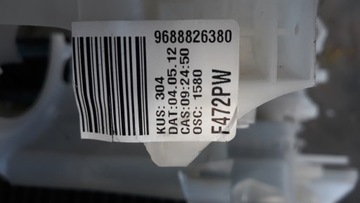 9688826380
KUS: 304
DAT:04.05.12
CAS:09:24:50
OSC: 1580
F472PW